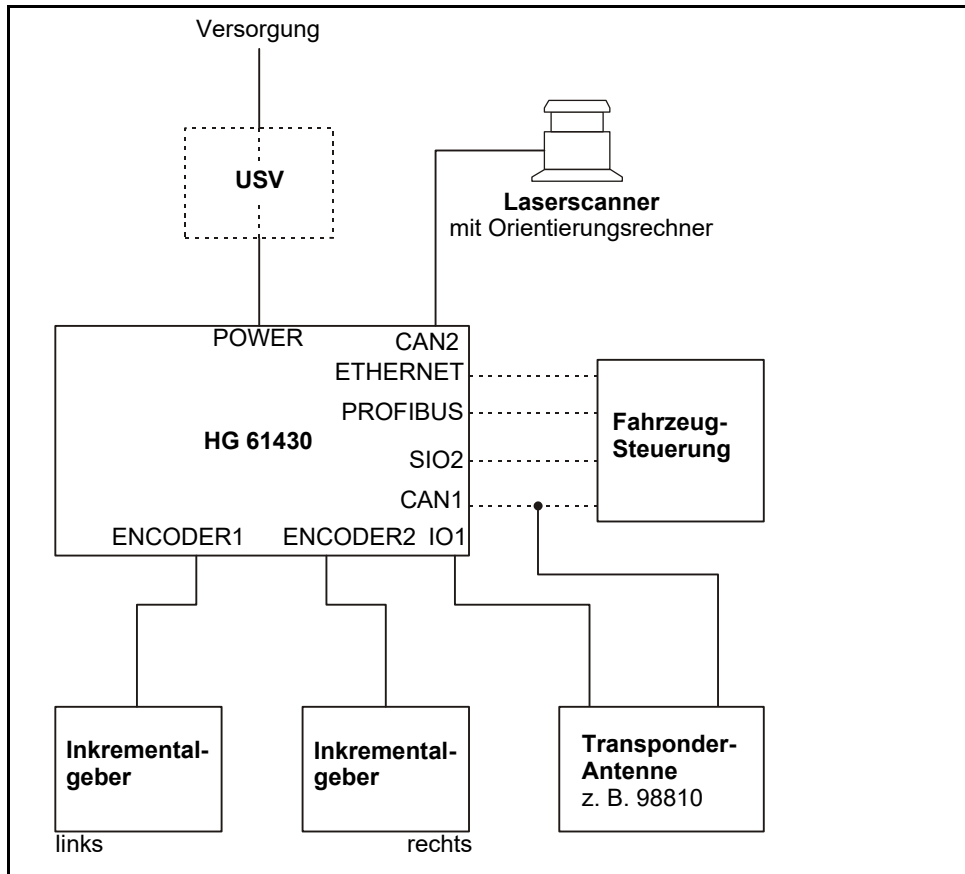 Versorgung
USV
Laserscanner
mit Orientierungsrechner
POWER
CAN2
ETHERNET
PROFIBUS
HG 61430
SIO2
CAN1
Fahrzeug-
Steuerung
ENCODER1
ENCODER2
IO1
Inkremental-
geber
links
Inkremental-
geber
rechts
Transponder-
Antenne
z. B. 98810